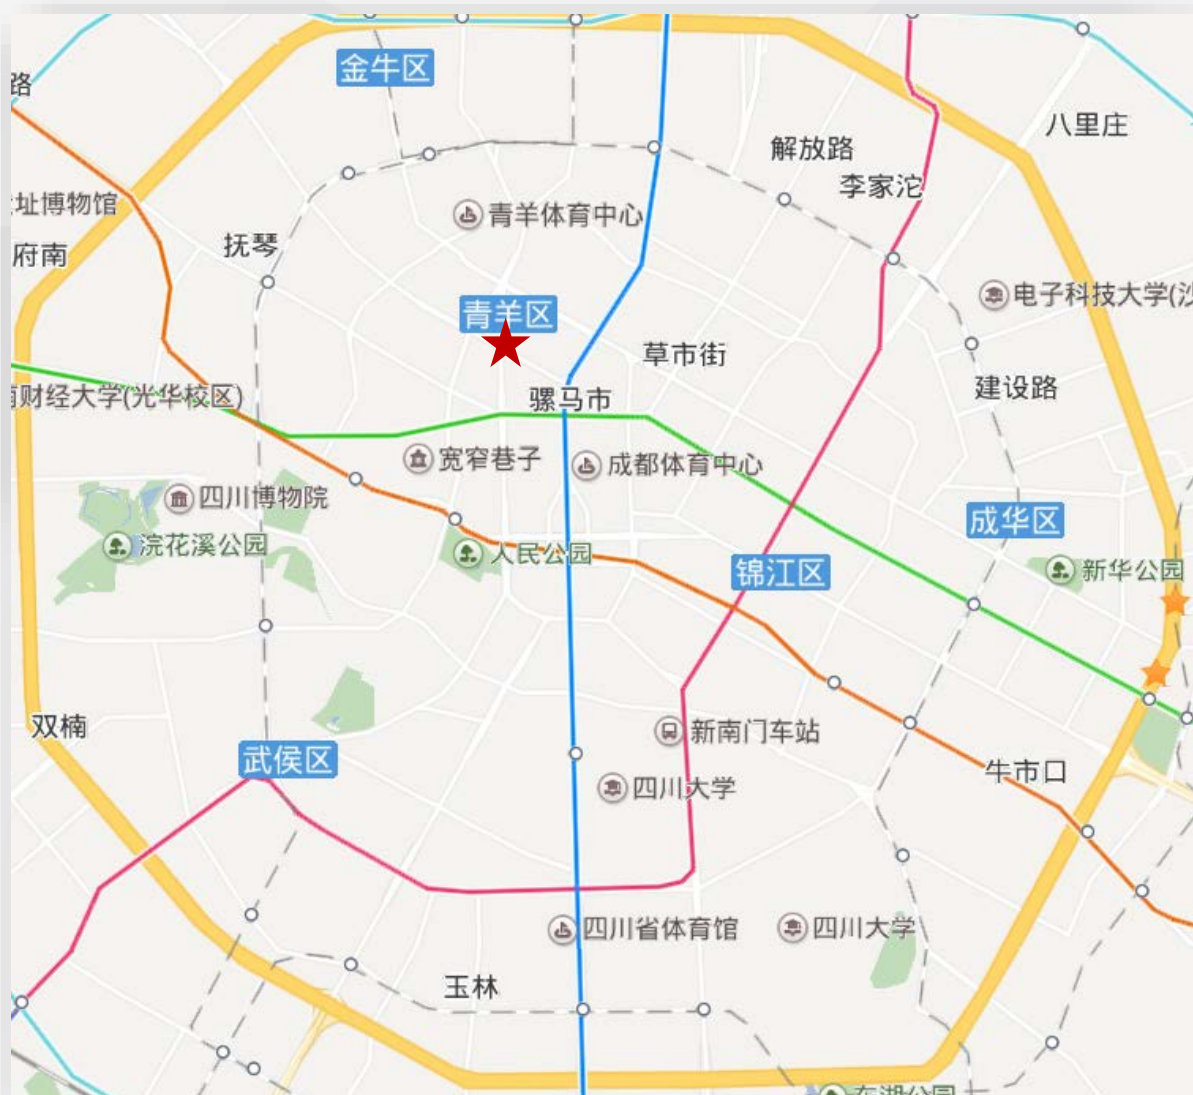 金牛区
路
八里庄
解放路
李家沱
址博物馆
青羊体育中心
府南
抚琴
电子科技大学(沙
青羊区
草市街
建设路
财经大学(光华校区)
骡马市
宽窄巷子
成都体育中心
四川博物院
成华区
浣花溪公园
人民公园
锦江区
新华公园
双楠
新南门车站
武侯区
四川大学
牛市口
四川省体育馆
四川大学
玉林
东湖公园